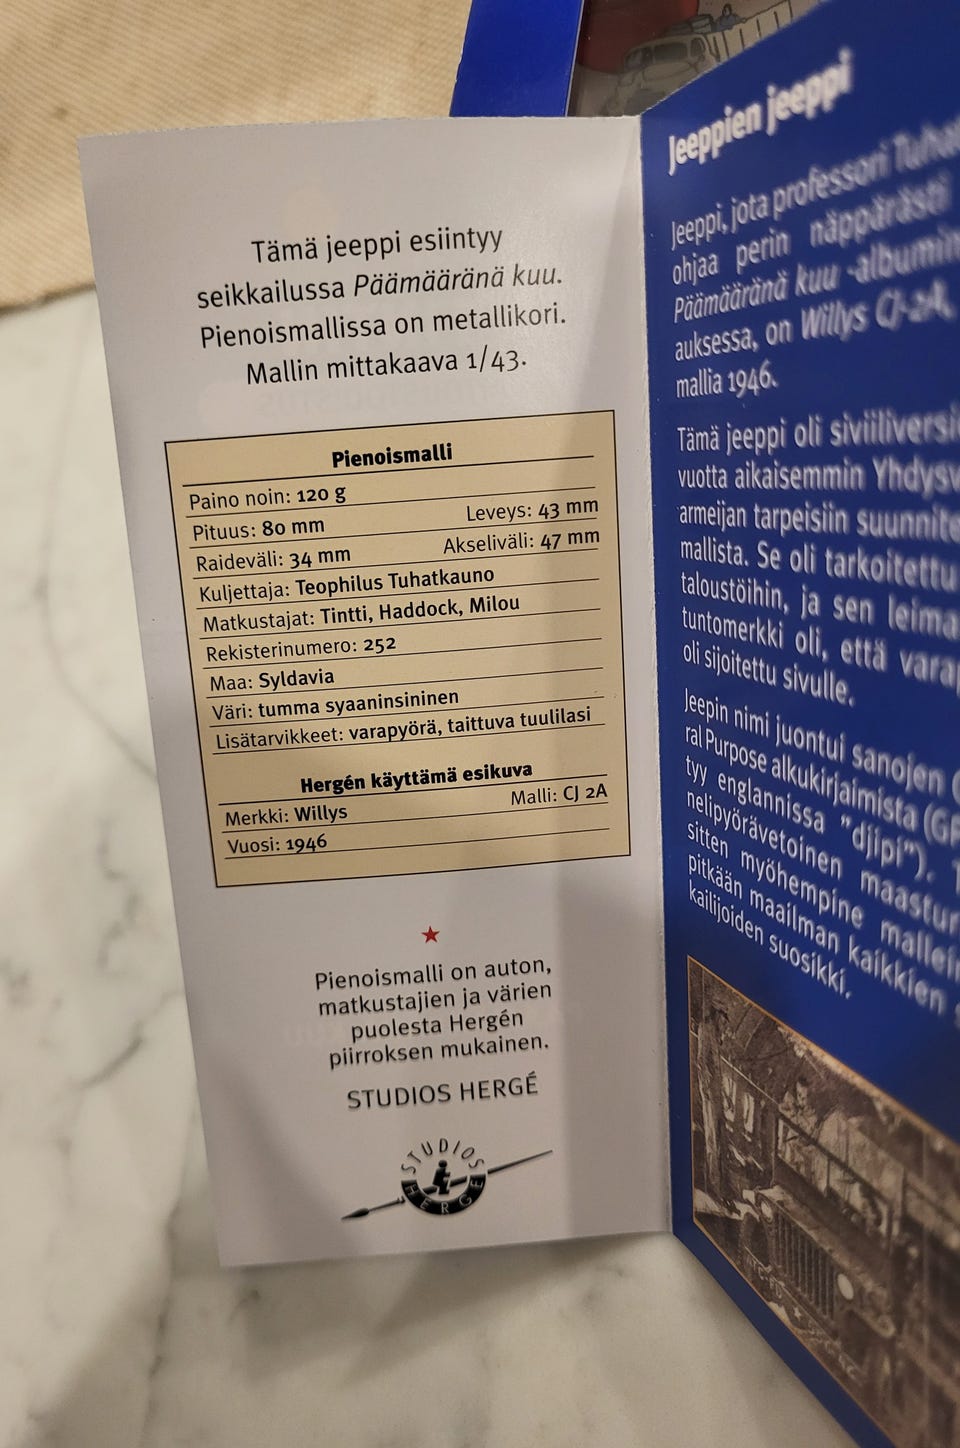 Tämä jeeppi esiintyy
seikkailussa Päämääränä kuu.
Pienoismallissa on metallikori.
Mallin mittakaava 1/43.
Pienoismalli
Paino noin: 120 g
Pituus: 80 mm Leveys: 43 mm
Raideväli: 34 mm Akseliväli: 47 mm
Kuljettaja: Teophilus Tuhatkauno
Matkustajat: Tintti, Haddock, Milou
Rekisterinumero: 252
Maa: Syldavia
Väri: tumma syaaninsininen
Lisätarvikkeet: varapyörä, taittuva tuulilasi
Hergén käyttämä esikuva
Merkki: Willys Malli: CJ 2A
Vuosi: 1946
Pienoismalli on auton,
matkustajien ja värien
puolesta Hergén
piirroksen mukainen.
STUDIOS HERGÉ
STUDIOS
HERGÉ
Jeeppien jeeppi
Jeeppi, jota professori
ohjaa perin näppärästi
Päämääränä kuu -albumin
auksessa, on Willys CJ-2A,
mallia 1946.
Tämä jeeppi oli
vuotta aikaisemmin
armeijan tarpeisiin
mallista. Se oli tarkoitettu
taloustöihin, ja sen
tuntomerkki oli, että
oli sijoitettu sivulle.
Jeepin nimi juontui sanojen
ral Purpose alkukirjaimista (GP
tyy englannissa "djiipi").
nelipyörävetoinen
sitten myöhempine
pitkään maailman kaikkien
kailijoiden suosikki.